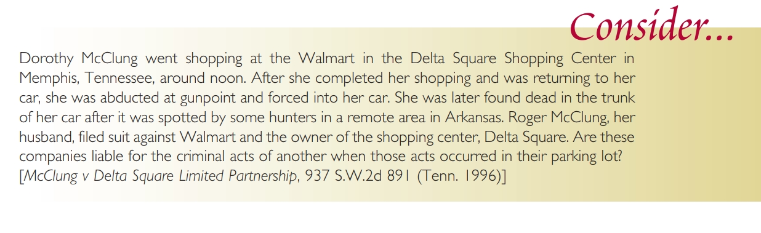 Consider...
Dorothy McClung went shopping at the Walmart in the Delta Square Shopping Center in
Memphis, Tennessee, around noon. After she completed her shopping and was returning to her
car, she was abducted at gunpoint and forced into her car. She was later found dead in the trunk
of her car after it was spotted by some hunters in a remote area in Arkansas. Roger McClung, her
husband, filed suit against Walmart and the owner of the shopping center, Delta Square. Are these
companies liable for the criminal acts of another when those acts occurred in their parking lot?
[McClung v Delta Square Limited Partnership, 937 S.W.2d 891 (Tenn. 1996)]